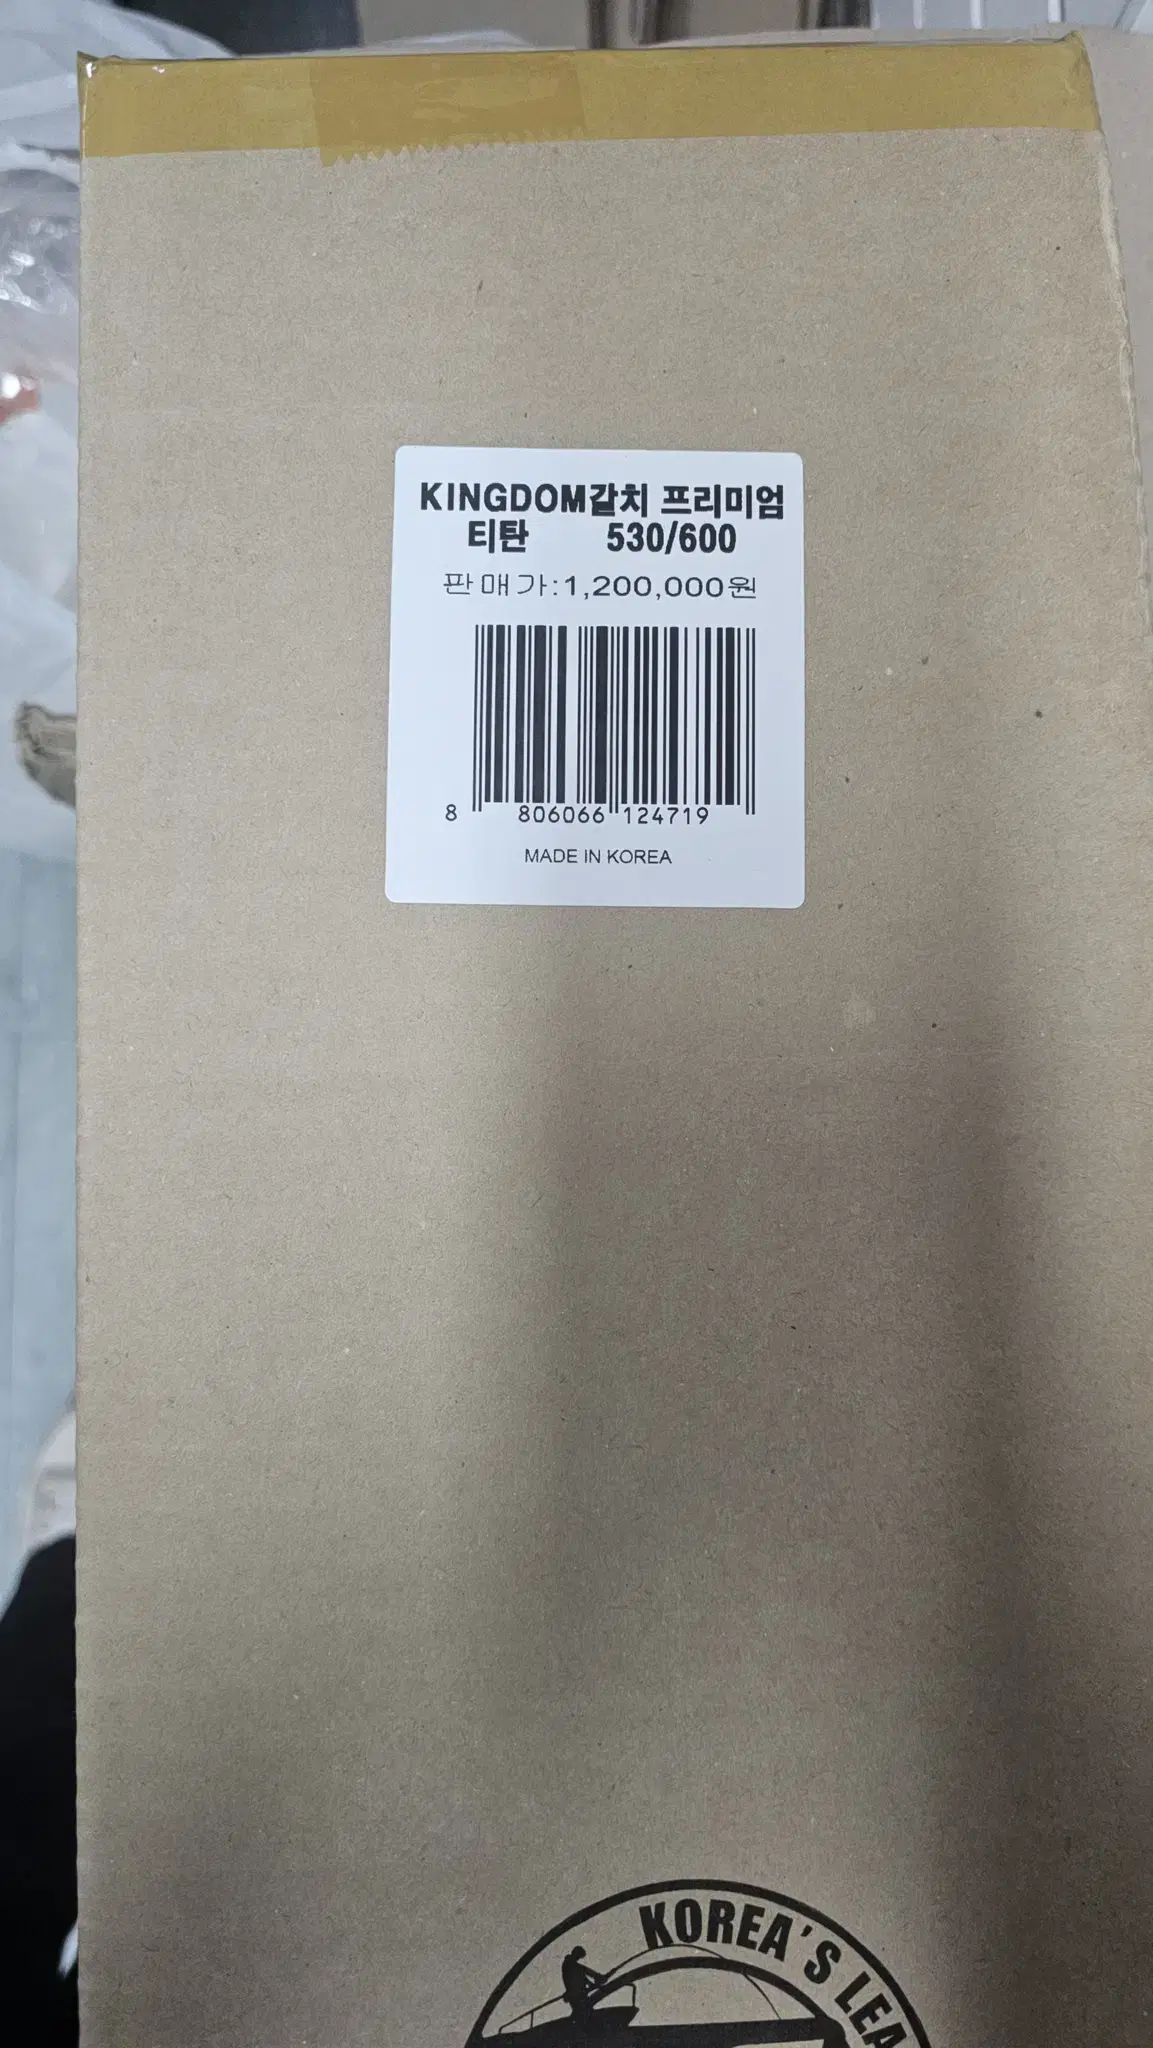 KINGDOM갈치 프리미엄
티탄 530/600
판매가:1,200,000원
8 806066 124719
MADE IN KOREA
KOREA'S LEA